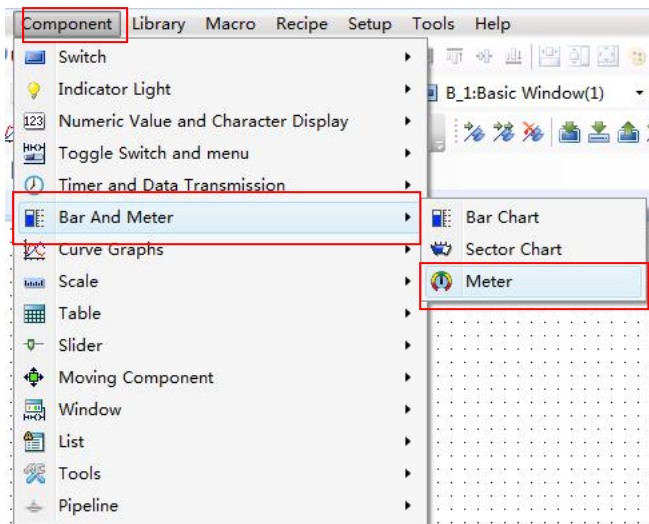 Component Library Macro Recipe Setup Tools Help
Switch
Indicator Light
B_1:Basic Window(1)
123 Numeric Value and Character Display
Toggle Switch and menu
Timer and Data Transmission
Bar And Meter
Bar Chart
Curve Graphs
Sector Chart
Scale
Meter
Table
Slider
Moving Component
Window
List
Tools
Pipeline